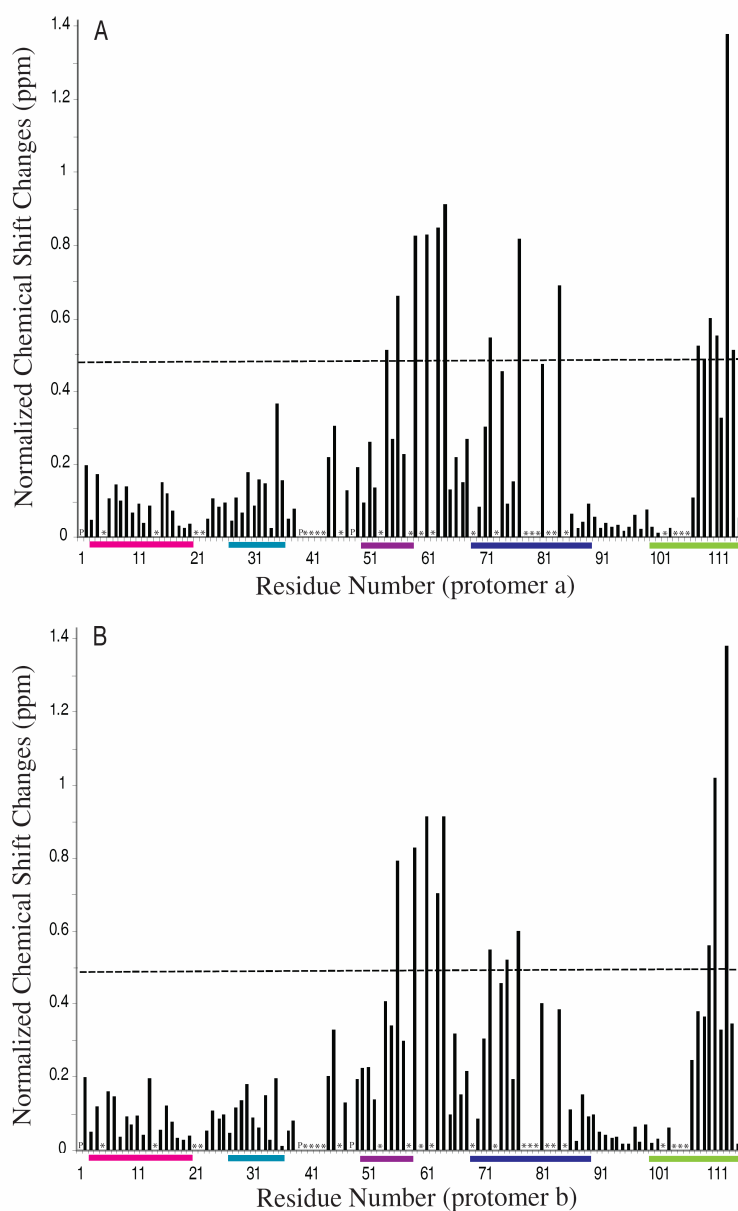 A
Normalized Chemical Shift Changes (ppm)
1.4
1.2
1
0.8
0.6
0.4
0.2
0
P * * * * * P * * * * * * P * * * * * * * * * * * * * * *
1 11 21 31 41 51 61 71 81 91 101 111
Residue Number (protomer a)
B
Normalized Chemical Shift Changes (ppm)
1.4
1.2
1
0.8
0.6
0.4
0.2
0
P * * * * P * * * * * P * * * * * * * * * * * * * * * *
1 11 21 31 41 51 61 71 81 91 101 111
Residue Number (protomer b)